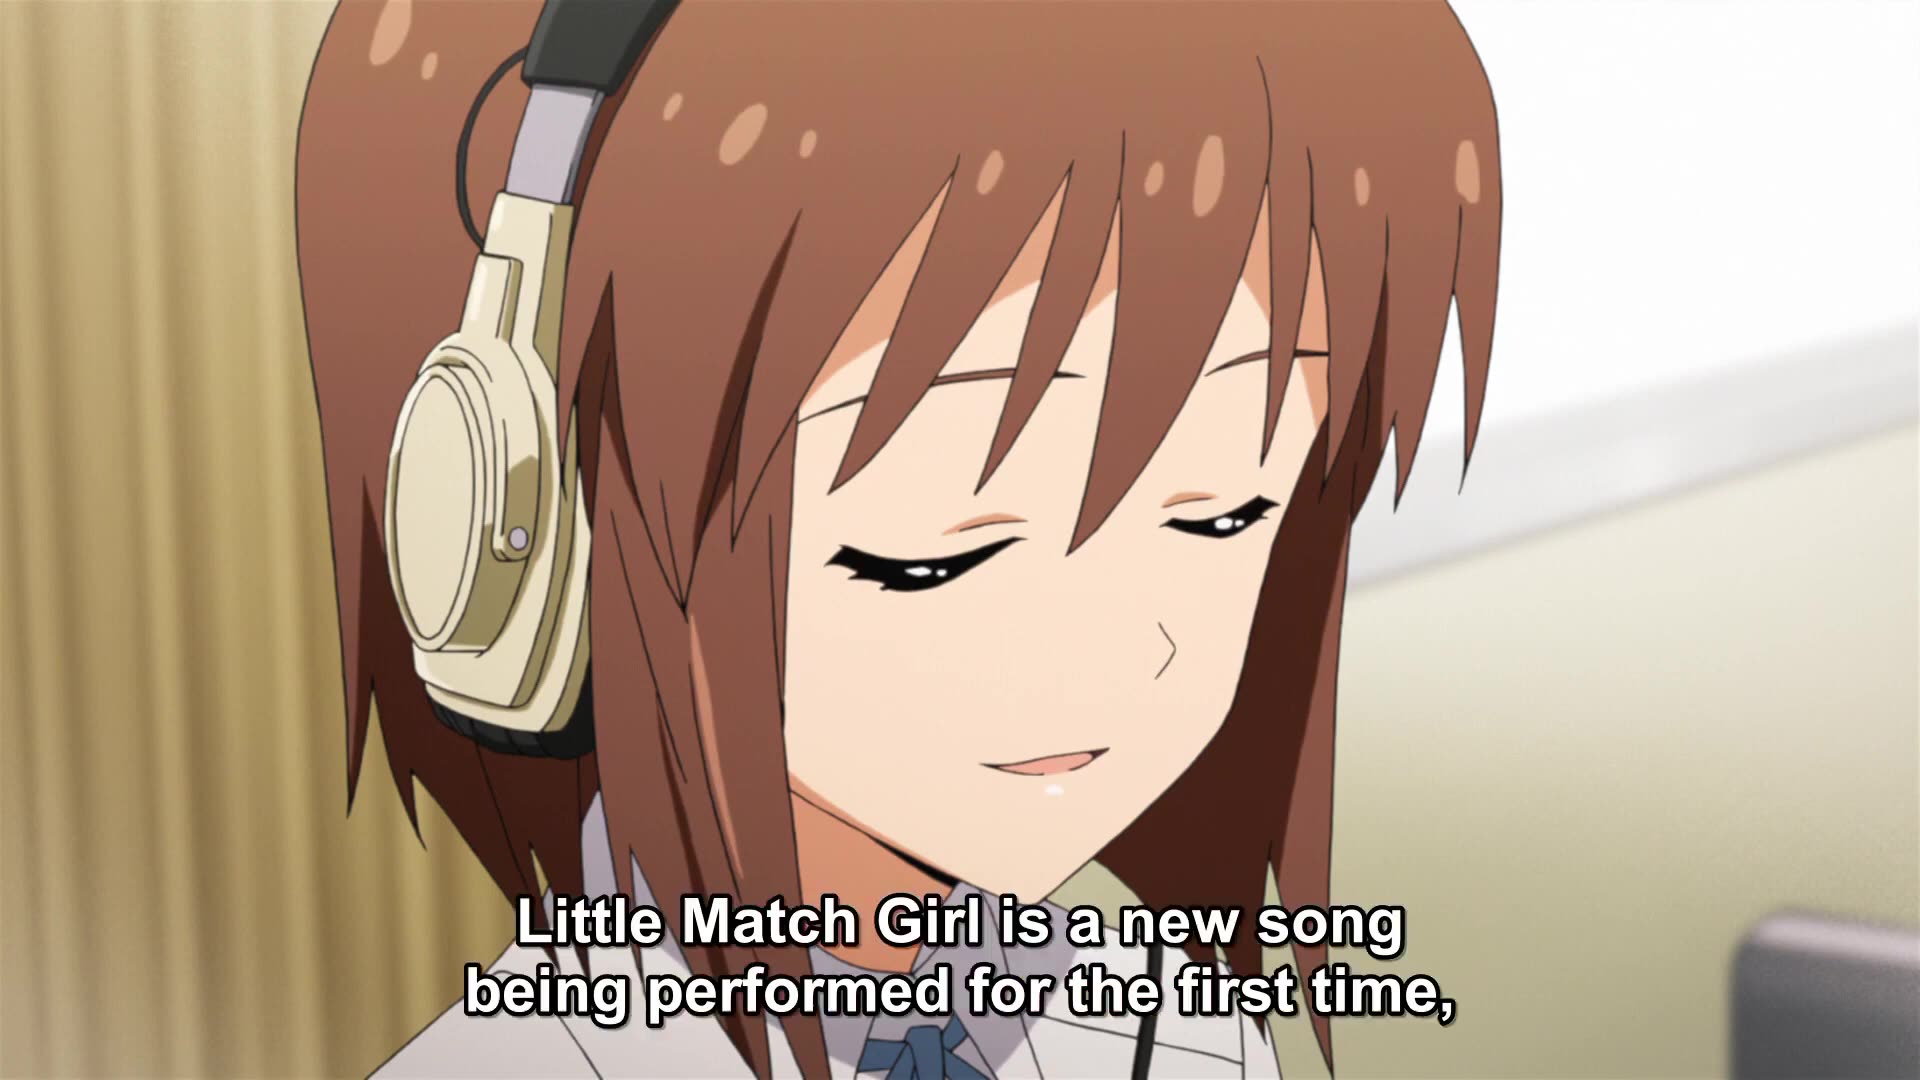 Little Match Girl is a new song
being performed for the first time,